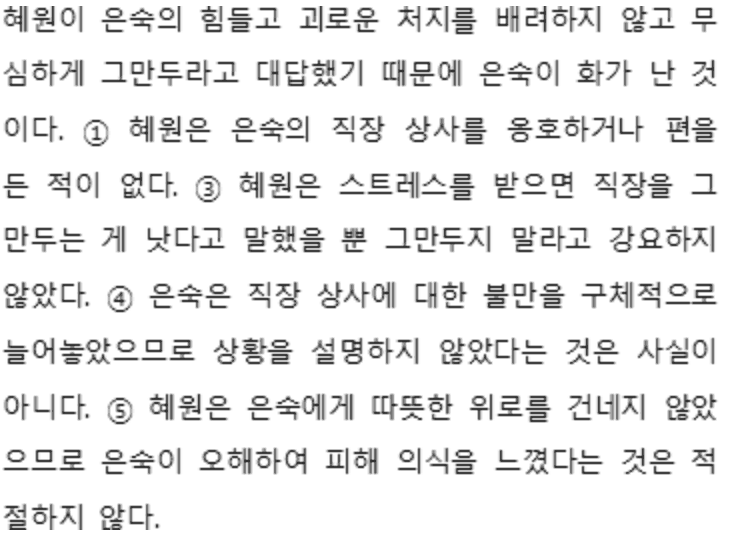 혜원이 은숙의 힘들고 괴로운 처지를 배려하지 않고 무
심하게 그만두라고 대답했기 때문에 은숙이 화가 난 것
이다. ① 혜원은 은숙의 직장 상사를 옹호하거나 편을
든 적이 없다. ③ 혜원은 스트레스를 받으면 직장을 그
만두는 게 낫다고 말했을 뿐 그만두지 말라고 강요하지
않았다. ④ 은숙은 직장 상사에 대한 불만을 구체적으로
늘어놓았으므로 상황을 설명하지 않았다는 것은 사실이
아니다. ⑤ 혜원은 은숙에게 따뜻한 위로를 건네지 않았
으므로 은숙이 오해하여 피해 의식을 느꼈다는 것은 적
절하지 않다.